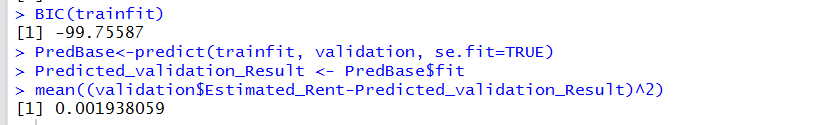 > BIC(trainfit)
[1] -99.75587
> PredBase<-predict(trainfit, validation, se.fit=TRUE)
> Predicted_validation_Result <- PredBase$fit
> mean((validation$Estimated_Rent-Predicted_validation_Result)^2)
[1] 0.001938059